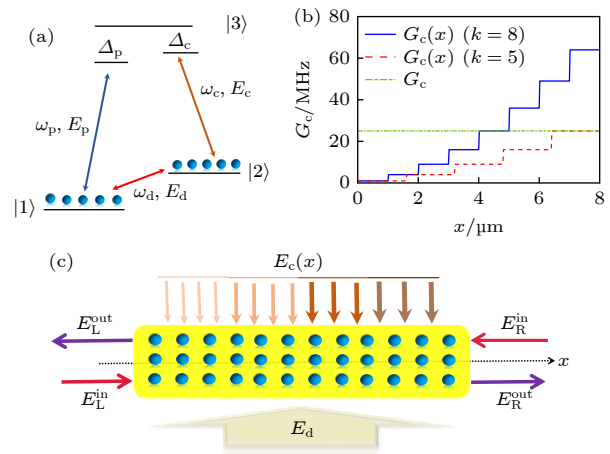 (a)
|3⟩
Δp
Δc
ωc, Ec
ωp, Ep
|2⟩
ωd, Ed
|1⟩
(b)
80
60
40
20
0
Gc/MHz
Gc(x) (k = 8)
Gc(x) (k = 5)
Gc
0
2
4
6
8
x/µm
(c)
Ec(x)
E_L^out
E_R^in
x
E_L^in
E_R^out
Ed